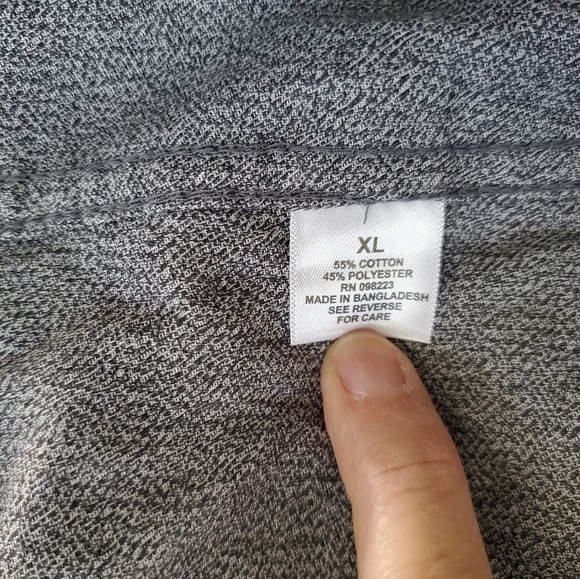 XL
55% COTTON
45% POLYESTER
RN 098223
MADE IN BANGLADESH
SEE REVERSE
FOR CARE